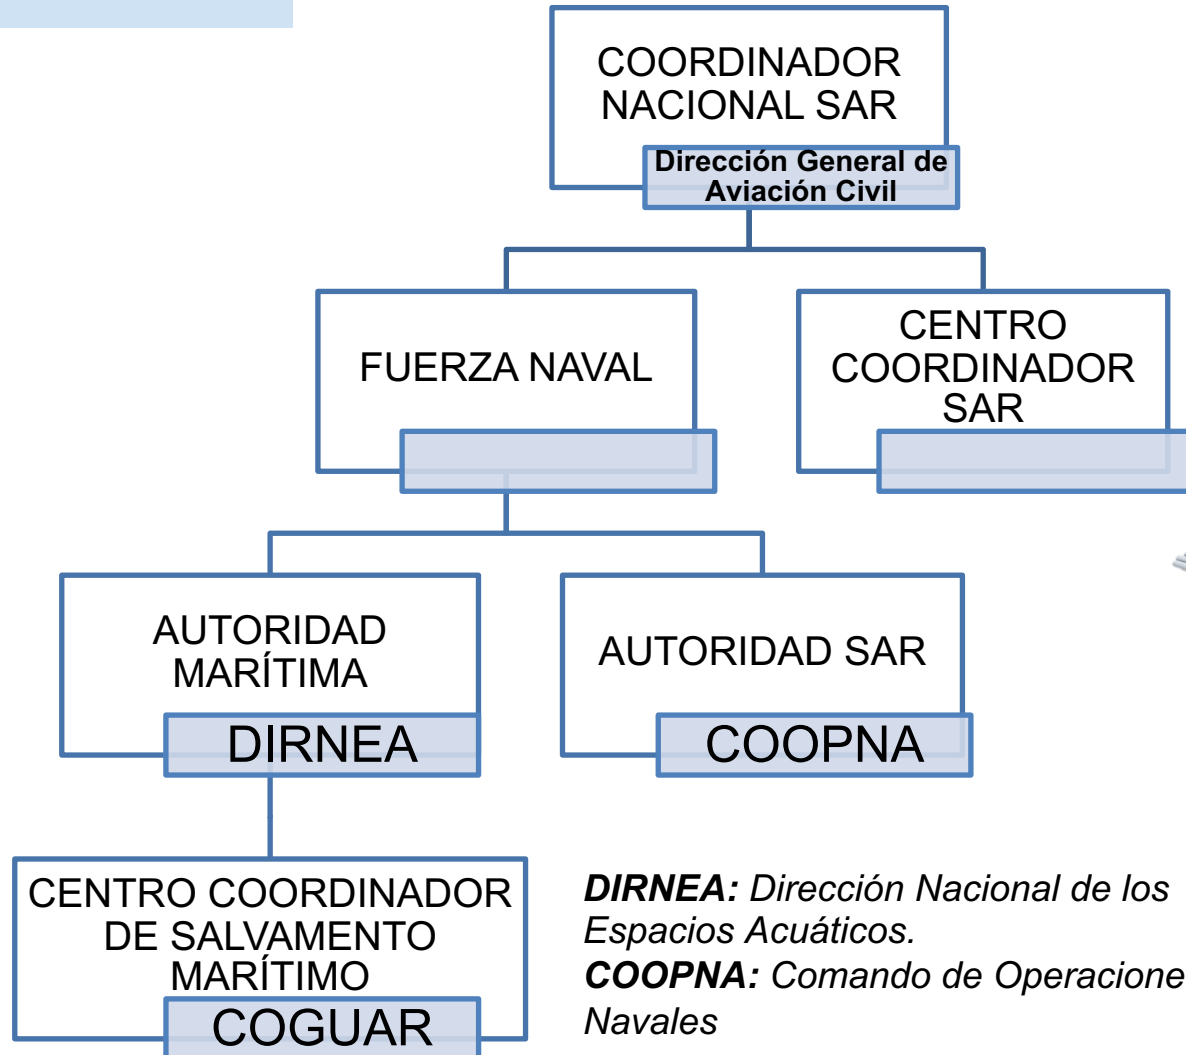 COORDINADOR
NACIONAL SAR
Dirección General de
Aviación Civil
FUERZA NAVAL
CENTRO
COORDINADOR
SAR
AUTORIDAD
MARÍTIMA
DIRNEA
AUTORIDAD SAR
COOPNA
CENTRO COORDINADOR
DE SALVAMENTO
MARÍTIMO
COGUAR
DIRNEA: Dirección Nacional de los
Espacios Acuáticos.
COOPNA: Comando de Operacione
Navales